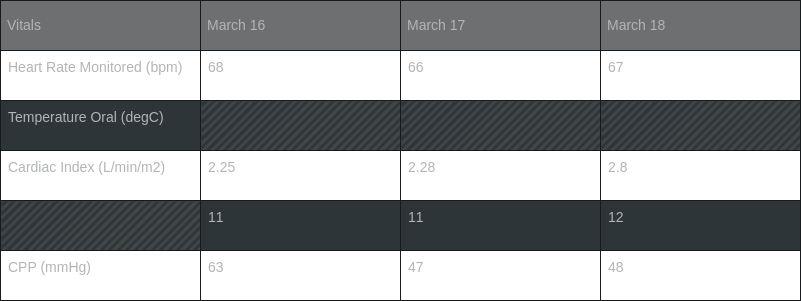 Vitals March 16 March 17 March 18
Heart Rate Monitored (bpm) 68 66 67
Temperature Oral (degC)
Cardiac Index (L/min/m2) 2.25 2.28 2.8
11 11 12
CPP (mmHg) 63 47 48